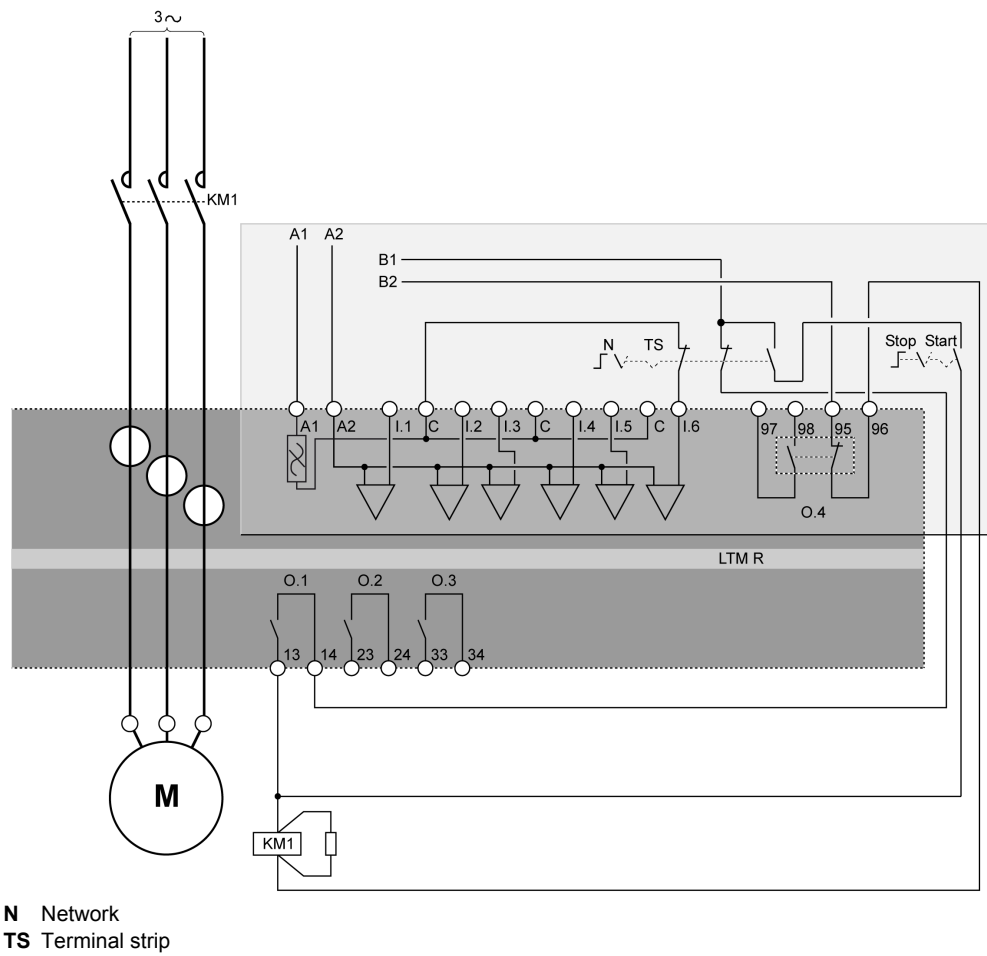 3∼
KM1
A1 A2
B1
B2
N TS
Stop Start
A1 A2 I.1 C I.2 I.3 C I.4 I.5 C I.6 97 98 95 96
O.4
LTM R
O.1 O.2 O.3
13 14 23 24 33 34
M
KM1
N Network
TS Terminal strip